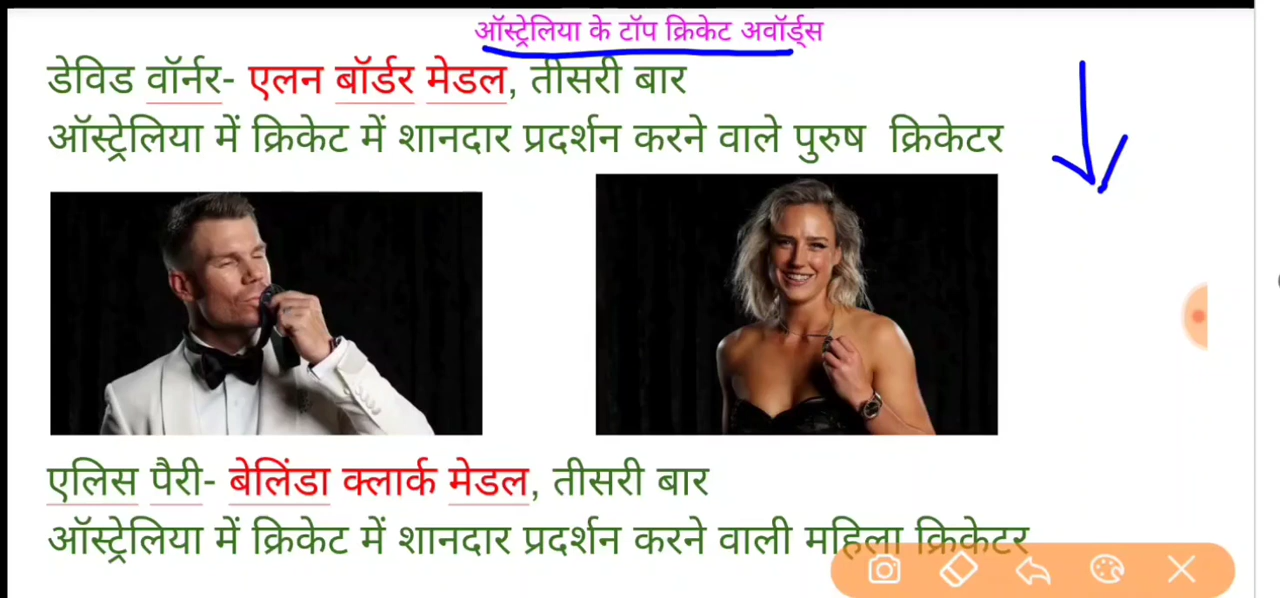 ऑस्ट्रेलिया के टॉप क्रिकेट अवॉर्ड्स
डेविड वॉर्नर- एलन बॉर्डर मेडल, तीसरी बार
ऑस्ट्रेलिया में क्रिकेट में शानदार प्रदर्शन करने वाले पुरुष क्रिकेटर
एलिस पैरी- बेलिंडा क्लार्क मेडल, तीसरी बार
ऑस्ट्रेलिया में क्रिकेट में शानदार प्रदर्शन करने वाली महिला क्रिकेटर